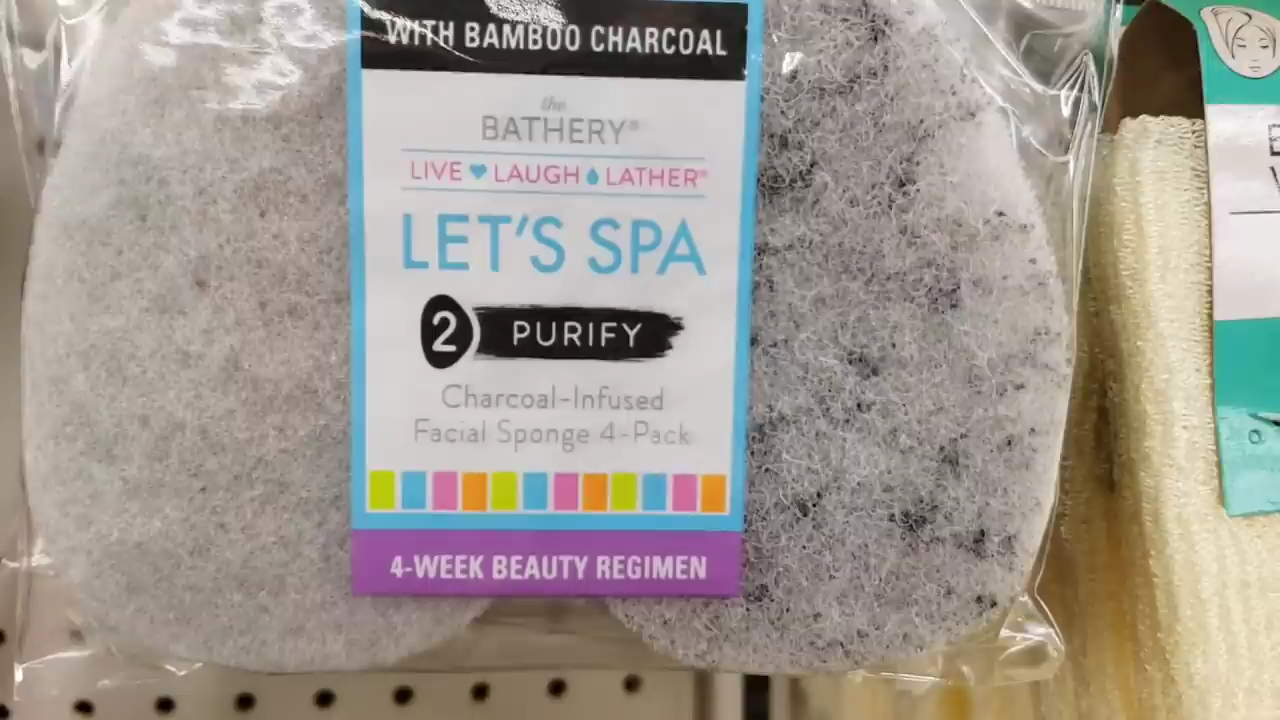 WITH BAMBOO CHARCOAL
the
BATHERY®
LIVE LAUGH LATHER®
LET'S SPA
2 PURIFY
Charcoal-Infused
Facial Sponge 4-Pack
4-WEEK BEAUTY REGIMEN